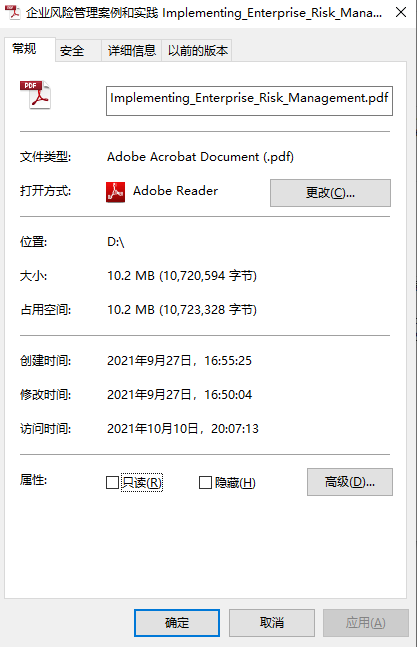 企业风险管理案例和实践 Implementing_Enterprise_Risk_Mana...
常规 安全 详细信息 以前的版本
PDF
Implementing_Enterprise_Risk_Management.pdf
文件类型: Adobe Acrobat Document (.pdf)
打开方式: Adobe Reader 更改(C)...
位置: D:\
大小: 10.2 MB (10,720,594 字节)
占用空间: 10.2 MB (10,723,328 字节)
创建时间: 2021年9月27日，16:55:25
修改时间: 2021年9月27日，16:50:04
访问时间: 2021年10月10日，20:07:13
属性: 只读(R) 隐藏(H) 高级(D)...
确定 取消 应用(A)